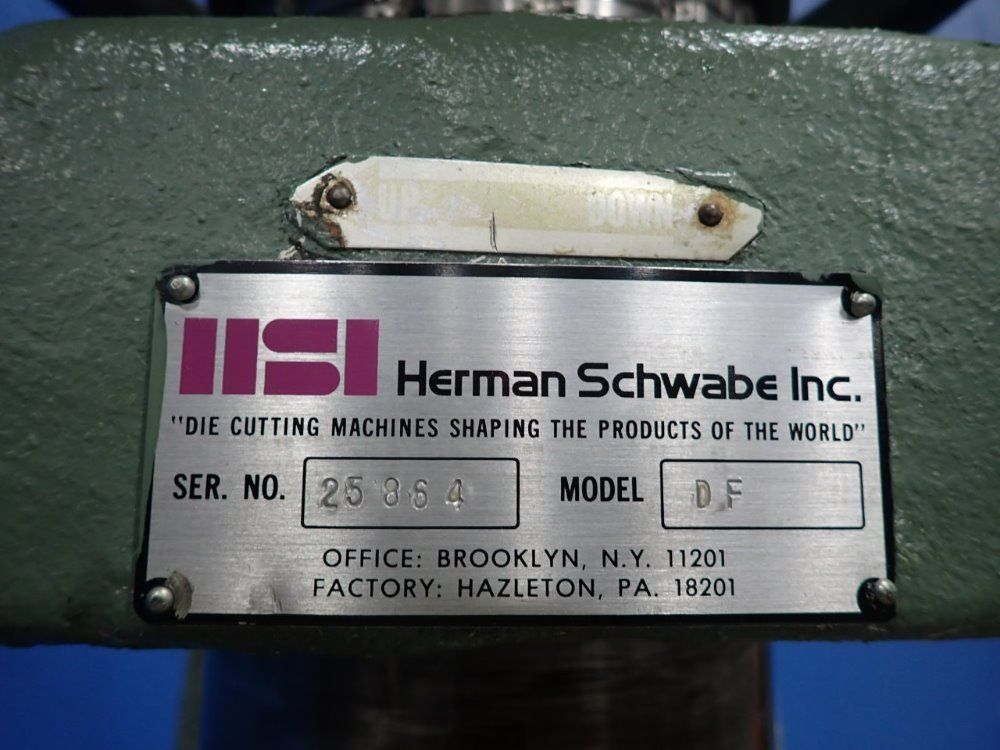 UP DOWN
HSI Herman Schwabe Inc.
"DIE CUTTING MACHINES SHAPING THE PRODUCTS OF THE WORLD"
SER. NO. 25864 MODEL DF
OFFICE: BROOKLYN, N.Y. 11201
FACTORY: HAZLETON, PA. 18201